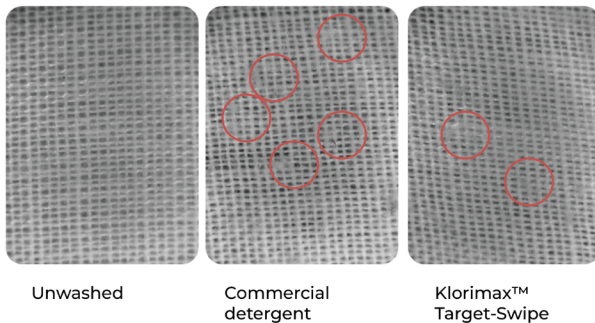 Unwashed
Commercial
detergent
Klorimax™
Target-Swipe